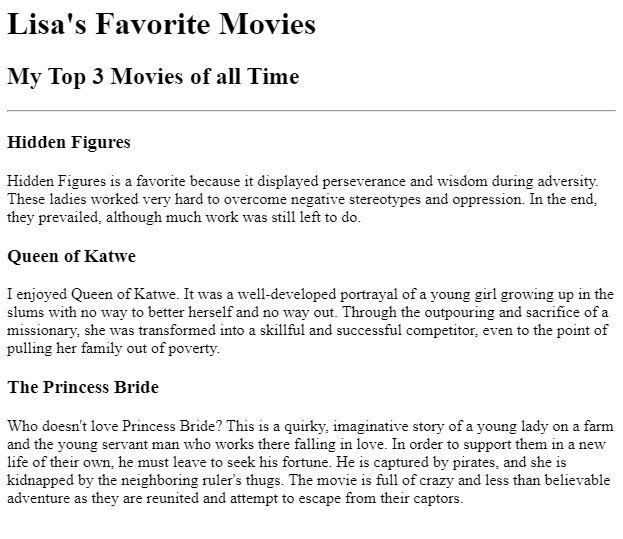 Lisa's Favorite Movies
My Top 3 Movies of all Time
Hidden Figures
Hidden Figures is a favorite because it displayed perseverance and wisdom during adversity.
These ladies worked very hard to overcome negative stereotypes and oppression. In the end,
they prevailed, although much work was still left to do.
Queen of Katwe
I enjoyed Queen of Katwe. It was a well-developed portrayal of a young girl growing up in the
slums with no way to better herself and no way out. Through the outpouring and sacrifice of a
missionary, she was transformed into a skillful and successful competitor, even to the point of
pulling her family out of poverty.
The Princess Bride
Who doesn't love Princess Bride? This is a quirky, imaginative story of a young lady on a farm
and the young servant man who works there falling in love. In order to support them in a new
life of their own, he must leave to seek his fortune. He is captured by pirates, and she is
kidnapped by the neighboring ruler's thugs. The movie is full of crazy and less than believable
adventure as they are reunited and attempt to escape from their captors.